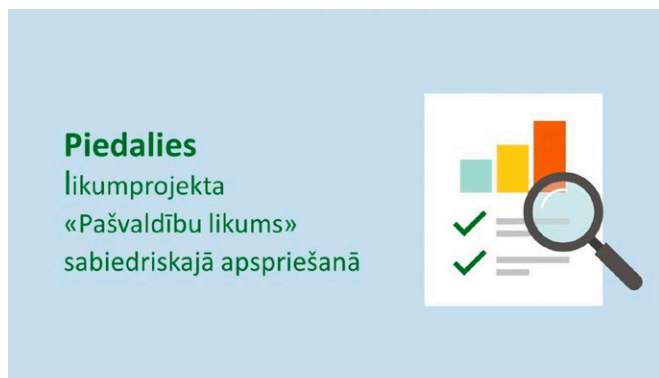 Piedalies
likumprojekta
«Pašvaldību likums»
sabiedriskajā apspriešanā